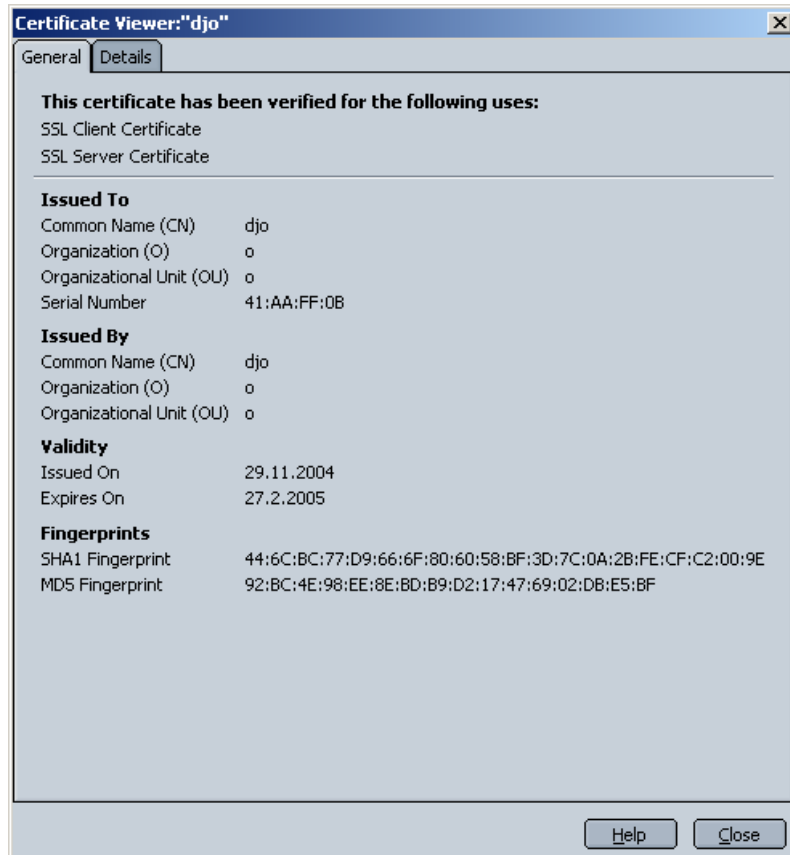 Certificate Viewer:"djo"
General Details
This certificate has been verified for the following uses:
SSL Client Certificate
SSL Server Certificate
Issued To
Common Name (CN) djo
Organization (O) o
Organizational Unit (OU) o
Serial Number 41:AA:FF:0B
Issued By
Common Name (CN) djo
Organization (O) o
Organizational Unit (OU) o
Validity
Issued On 29.11.2004
Expires On 27.2.2005
Fingerprints
SHA1 Fingerprint 44:6C:BC:77:D9:66:6F:80:60:58:BF:3D:7C:0A:2B:FE:CF:C2:00:9E
MD5 Fingerprint 92:BC:4E:98:EE:8E:BD:B9:D2:17:47:69:02:DB:E5:BF
Help Close